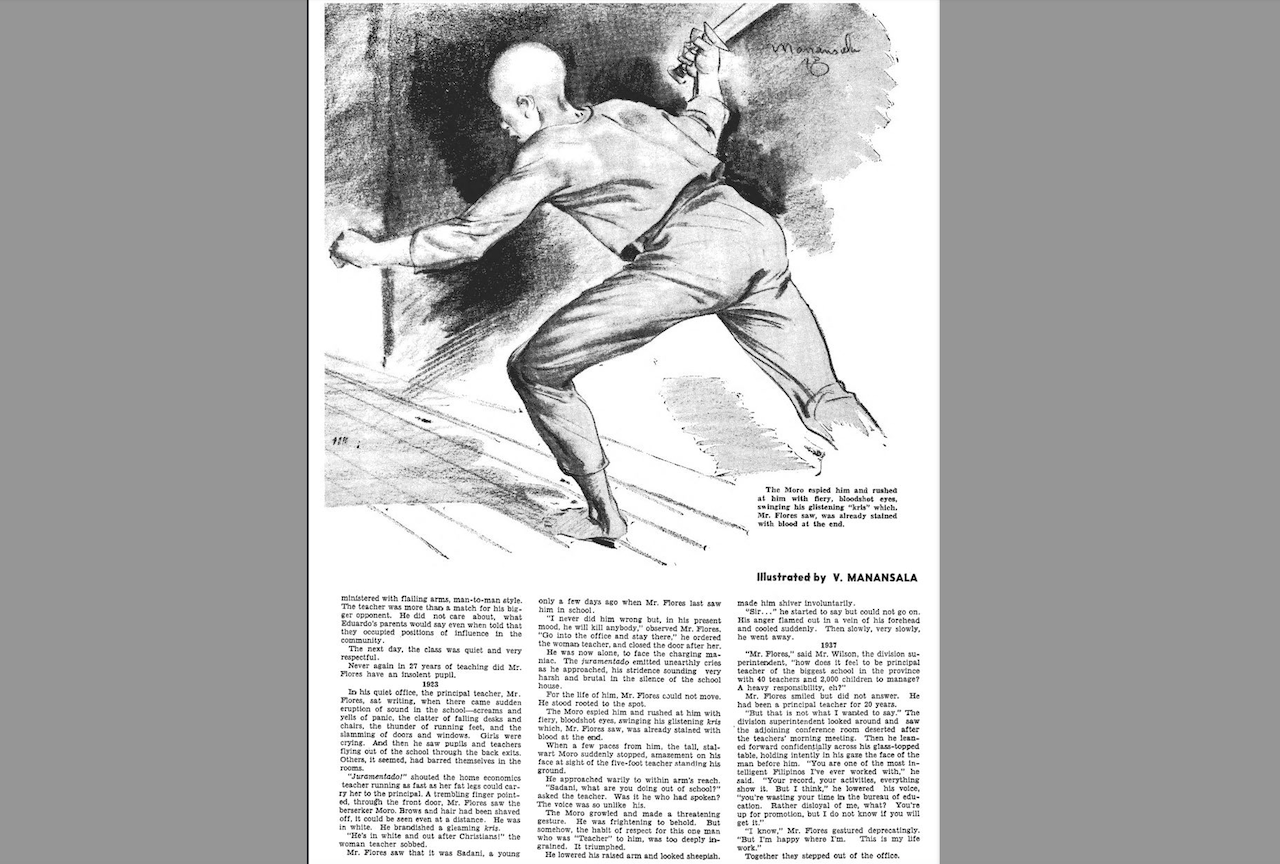 Manansala
The Moro espied him and rushed
at him with fiery, bloodshot eyes,
swinging his glistening "kris" which,
Mr. Flores saw, was already stained
with blood at the end.
Illustrated by V. MANANSALA
ministered with flailing arms, man-to-man style.
The teacher was more than a match for his big-
ger opponent. He did not care about, what
Eduardo's parents would say even when told that
they occupied positions of influence in the
community.
The next day, the class was quiet and very
respectful.
Never again in 27 years of teaching did Mr.
Flores have an insolent pupil.
1923
In his quiet office, the principal teacher, Mr.
Flores, sat writing, when there came sudden
eruption of sound in the school—screams and
yells of panic, the clatter of falling desks and
chairs, the thunder of running feet, and the
slamming of doors and windows. Girls were
crying. And then he saw pupils and teachers
flying out of the school through the back exits.
Others, it seemed, had barred themselves in the
rooms.
"Juramentado!" shouted the home economics
teacher running as fast as her fat legs could car-
ry her to the principal. A trembling finger point-
ed, through the front door, Mr. Flores saw the
berserker Moro. Brows and hair had been shaved
off, it could be seen even at a distance. He was
in white. He brandished a gleaming kris.
"He's in white and out after Christians!" the
woman teacher sobbed.
Mr. Flores saw that it was Sadani, a young
only a few days ago when Mr. Flores last saw
him in school.
"I never did him wrong but, in his present
mood, he will kill anybody," observed Mr. Flores.
"Go into the office and stay there," he ordered
the woman teacher, and closed the door after her.
He was now alone, to face the charging ma-
niac. The juramentado emitted unearthly cries
as he approached, his stridence sounding very
harsh and brutal in the silence of the school
house.
For the life of him, Mr. Flores could not move.
He stood rooted to the spot.
The Moro espied him and rushed at him with
fiery, bloodshot eyes, swinging his glistening kris
which, Mr. Flores saw, was already stained with
blood at the end.
When a few paces from him, the tall, stal-
wart Moro suddenly stopped, amazement on his
face at sight of the five-foot teacher standing his
ground.
He approached warily to within arm's reach.
"Sadani, what are you doing out of school?"
asked the teacher. Was it he who had spoken?
The voice was so unlike his.
The Moro growled and made a threatening
gesture. He was frightening to behold. But
somehow, the habit of respect for this one man
who was "Teacher" to him, was too deeply in-
grained. It triumphed.
He lowered his raised arm and looked sheepish.
made him shiver involuntarily.
"Sir..." he started to say but could not go on.
His anger flamed out in a vein of his forehead
and cooled suddenly. Then slowly, very slowly,
he went away.
1937
"Mr. Flores," said Mr. Wilson, the division su-
perintendent, "how does it feel to be principal
teacher of the biggest school in the province
with 40 teachers and 2,000 children to manage?
A heavy responsibility, eh?"
Mr. Flores smiled but did not answer. He
had been a principal teacher for 20 years.
"But that is not what I wanted to say." The
division superintendent looked around and saw
the adjoining conference room deserted after
the teachers' morning meeting. Then he lean-
ed forward confidentially across his glass-topped
table, holding intently in his gaze the face of the
man before him. "You are one of the most in-
telligent Filipinos I've ever worked with," he
said. "Your record, your activities, everything
show it. But I think," he lowered his voice,
"you're wasting your time in the bureau of edu-
cation. Rather disloyal of me, what? You're
up for promotion, but I do not know if you will
get it."
"I know," Mr. Flores gestured deprecatingly.
"But I'm happy where I'm. This is my life
work."
Together they stepped out of the office.